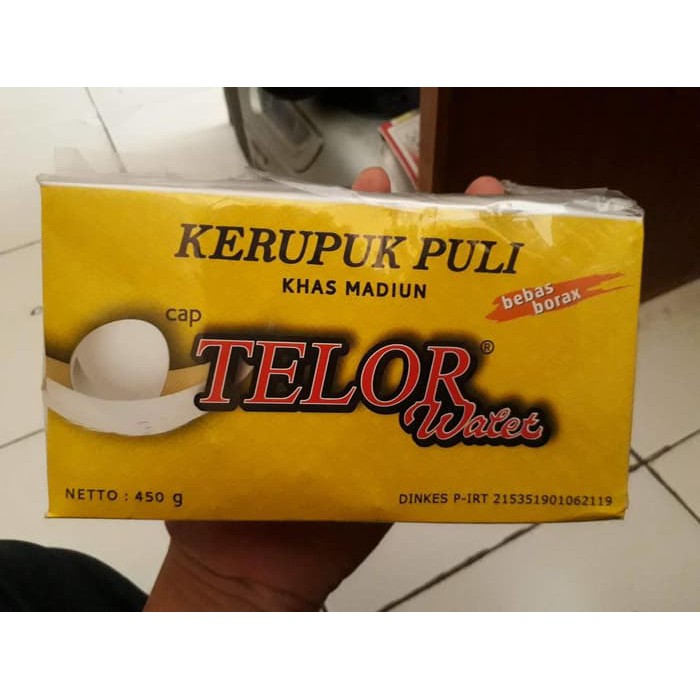 KERUPUK PULI
KHAS MADIUN
bebas
borax
cap
TELOR®
Walet
NETTO : 450 g
DINKES P-IRT 215351901062119